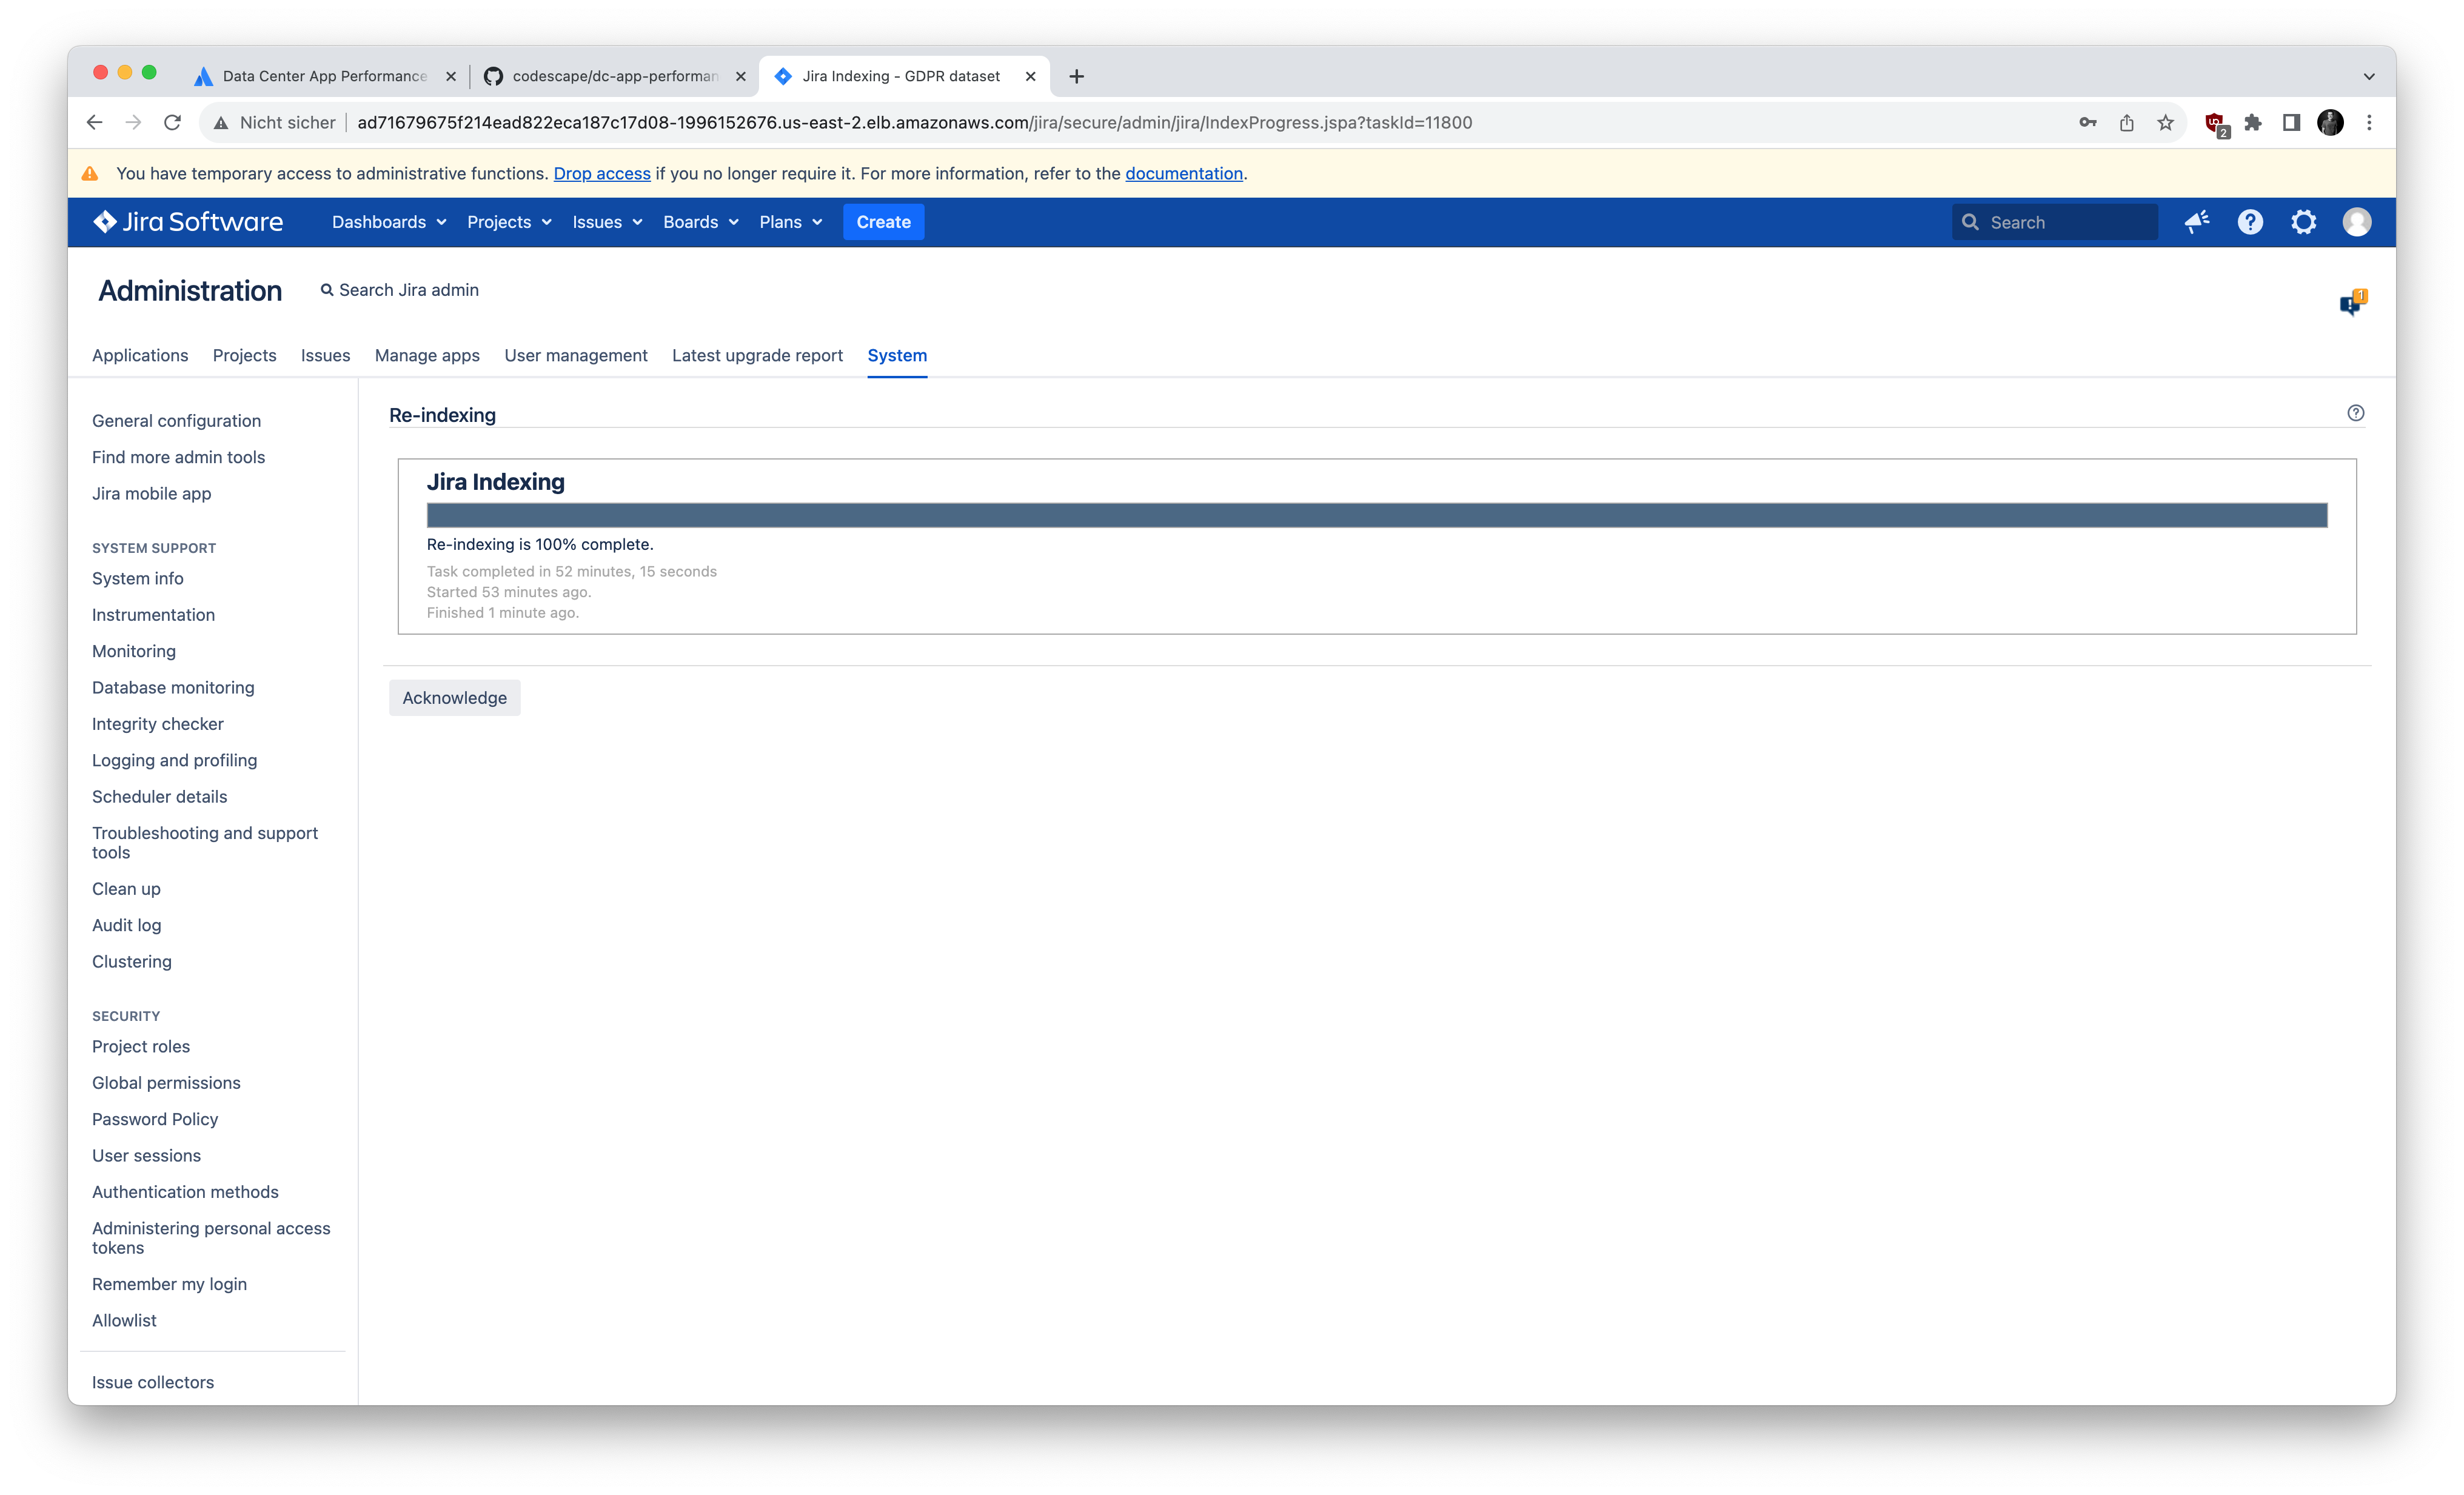 Data Center App Performance
codescape/dc-app-performan
Jira Indexing - GDPR dataset
Nicht sicher
ad71679675f214ead822eca187c17d08-1996152676.us-east-2.elb.amazonaws.com/jira/secure/admin/jira/IndexProgress.jspa?taskId=11800
2
You have temporary access to administrative functions. Drop access if you no longer require it. For more information, refer to the documentation.
Jira Software
Dashboards
Projects
Issues
Boards
Plans
Create
Search
Administration
Search Jira admin
1
Applications
Projects
Issues
Manage apps
User management
Latest upgrade report
System
General configuration
Find more admin tools
Jira mobile app
SYSTEM SUPPORT
System info
Instrumentation
Monitoring
Database monitoring
Integrity checker
Logging and profiling
Scheduler details
Troubleshooting and support
tools
Clean up
Audit log
Clustering
SECURITY
Project roles
Global permissions
Password Policy
User sessions
Authentication methods
Administering personal access
tokens
Remember my login
Allowlist
Issue collectors
Re-indexing
Jira Indexing
Re-indexing is 100% complete.
Task completed in 52 minutes, 15 seconds
Started 53 minutes ago.
Finished 1 minute ago.
Acknowledge